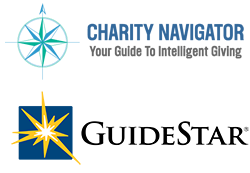 CHARITY NAVIGATOR
Your Guide To Intelligent Giving
GUIDESTAR®